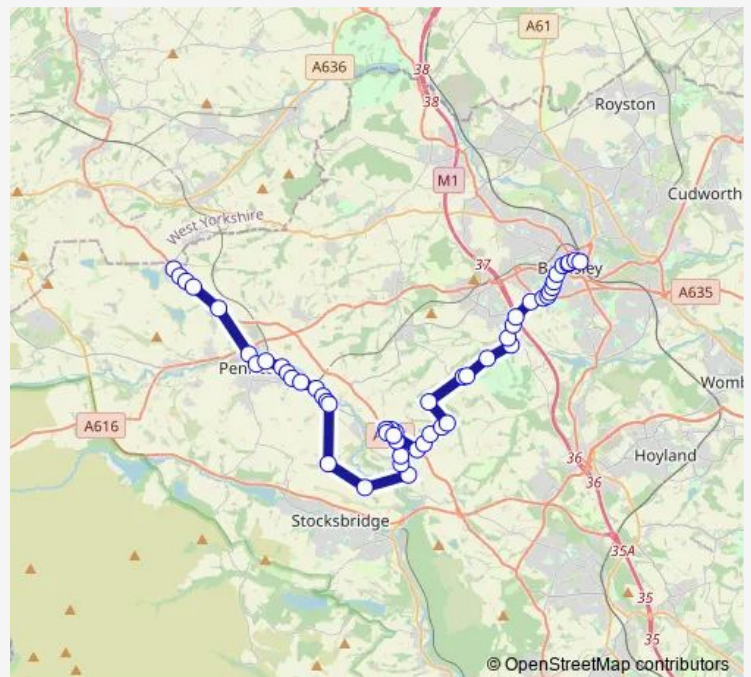 A61
A636
38
38
Royston
M1
Cudworth
West Yorkshire
37
A635
Womb
A616
Hoyland
36
36
Stocksbridge
35A
35
35
© OpenStreetMap contributors